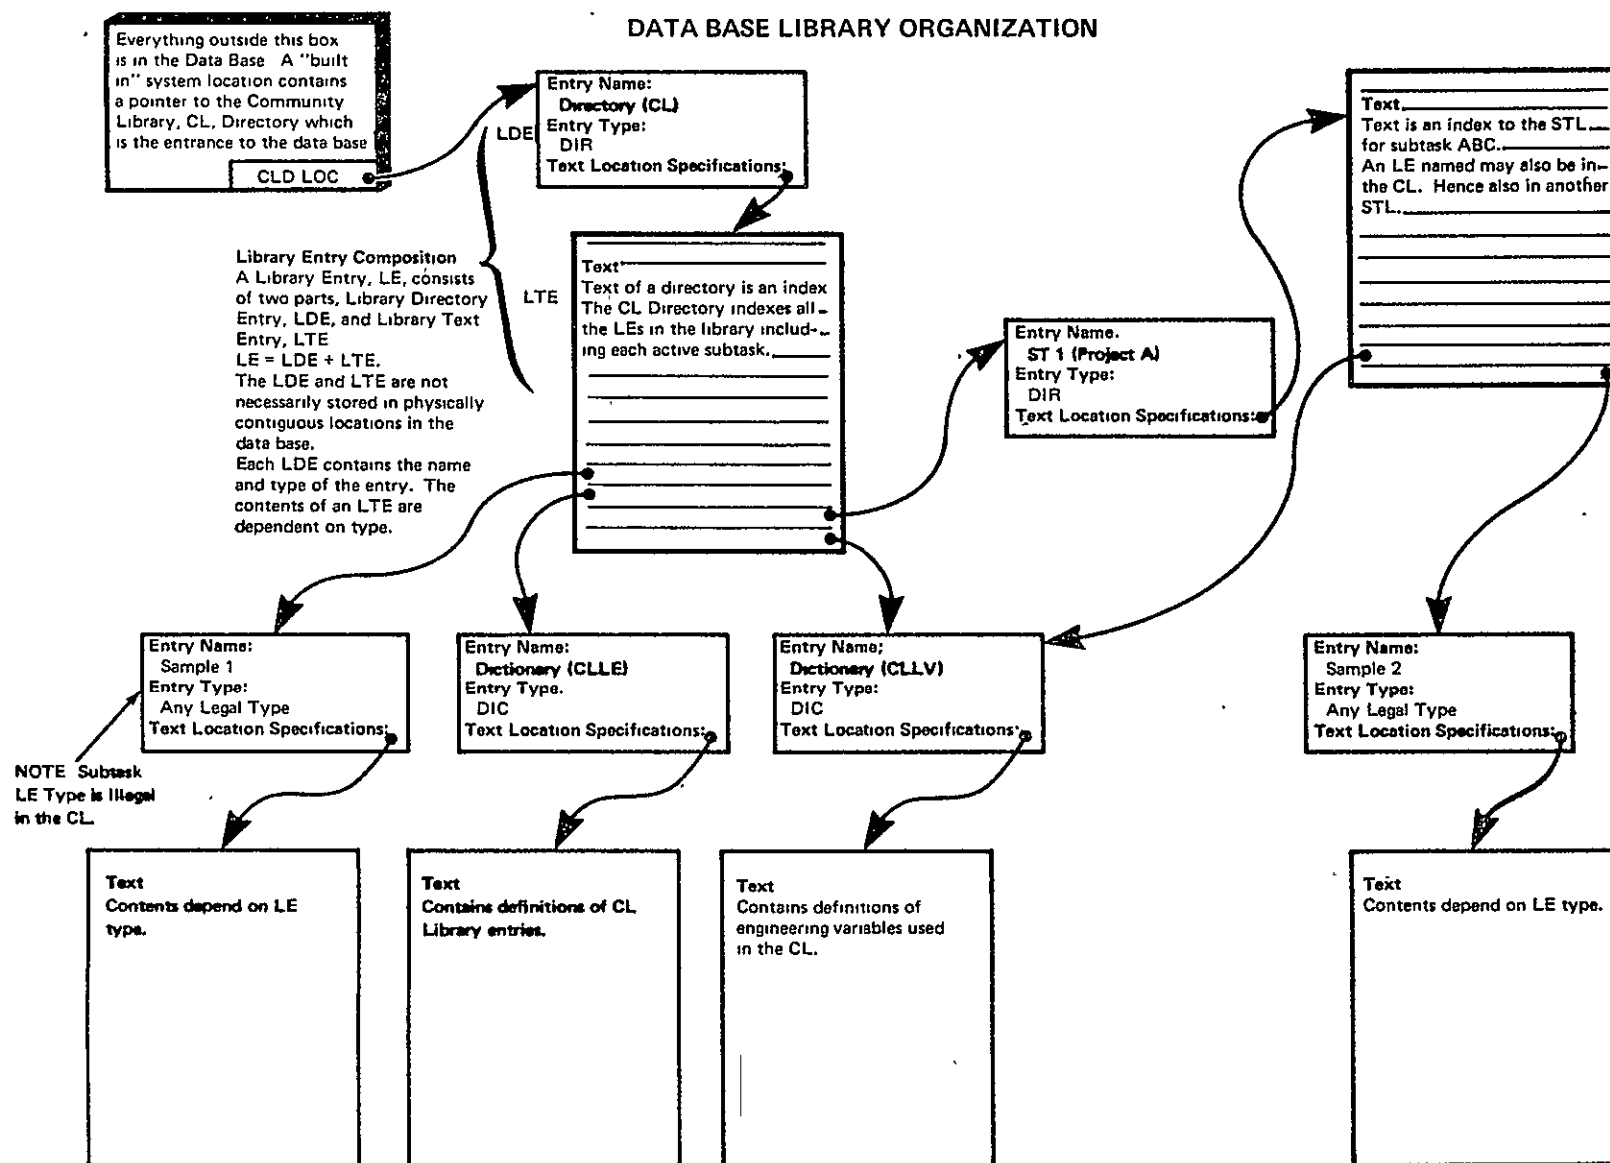 DATA BASE LIBRARY ORGANIZATION
Everything outside this box
is in the Data Base A "built
in" system location contains
a pointer to the Community
Library, CL, Directory which
is the entrance to the data base
CLD LOC
Entry Name:
Directory (CL)
Entry Type:
DIR
Text Location Specifications:
LDE
LTE
Library Entry Composition
A Library Entry, LE, consists
of two parts, Library Directory
Entry, LDE, and Library Text
Entry, LTE
LE = LDE + LTE.
The LDE and LTE are not
necessarily stored in physically
contiguous locations in the
data base.
Each LDE contains the name
and type of the entry. The
contents of an LTE are
dependent on type.
Text
Text of a directory is an index
The CL Directory indexes all
the LEs in the library includ-
ing each active subtask.
Entry Name.
ST 1 (Project A)
Entry Type:
DIR
Text Location Specifications:
Text
Text is an index to the STL
for subtask ABC.
An LE named may also be in
the CL. Hence also in another
STL.
Entry Name:
Sample 1
Entry Type:
Any Legal Type
Text Location Specifications:
NOTE Subtask
LE Type is Illegal
in the CL.
Entry Name:
Dictionary (CLLE)
Entry Type.
DIC
Text Location Specifications:
Entry Name;
Dictionary (CLLV)
Entry Type:
DIC
Text Location Specifications:
Entry Name:
Sample 2
Entry Type:
Any Legal Type
Text Location Specifications:
Text
Contents depend on LE
type.
Text
Contains definitions of CL
Library entries.
Text
Contains definitions of
engineering variables used
in the CL.
Text
Contents depend on LE type.